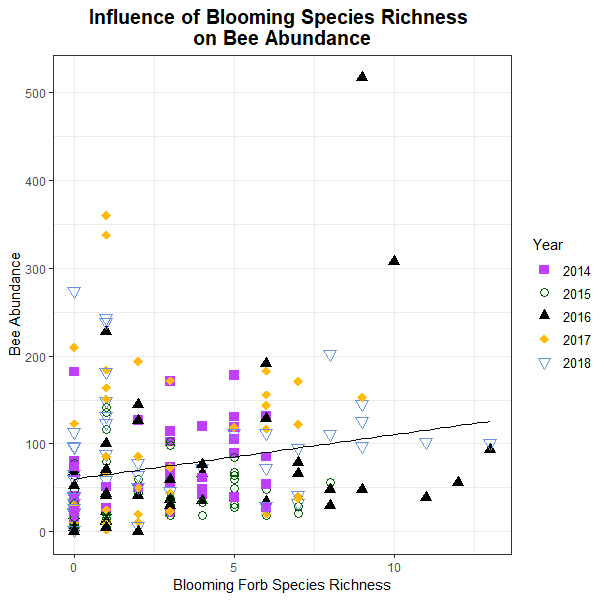 Influence of Blooming Species Richness
on Bee Abundance
Bee Abundance
500
400
300
200
100
0
0
5
10
Blooming Forb Species Richness
Year
2014
2015
2016
2017
2018